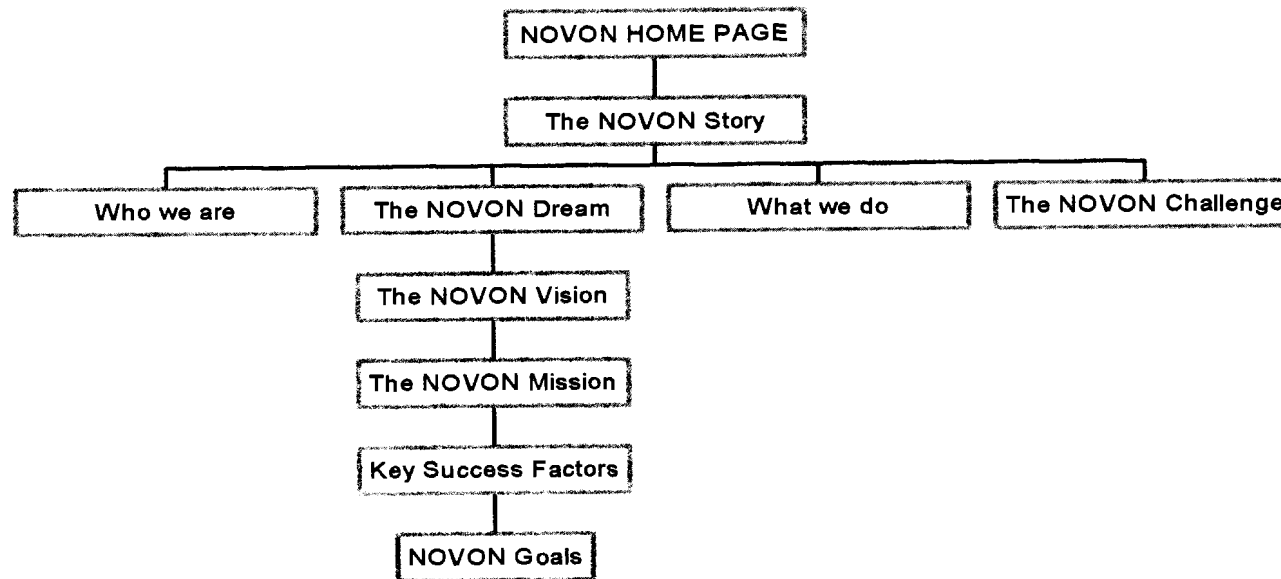 NOVON HOME PAGE
The NOVON Story
Who we are
The NOVON Dream
What we do
The NOVON Challenge
The NOVON Vision
The NOVON Mission
Key Success Factors
NOVON Goals